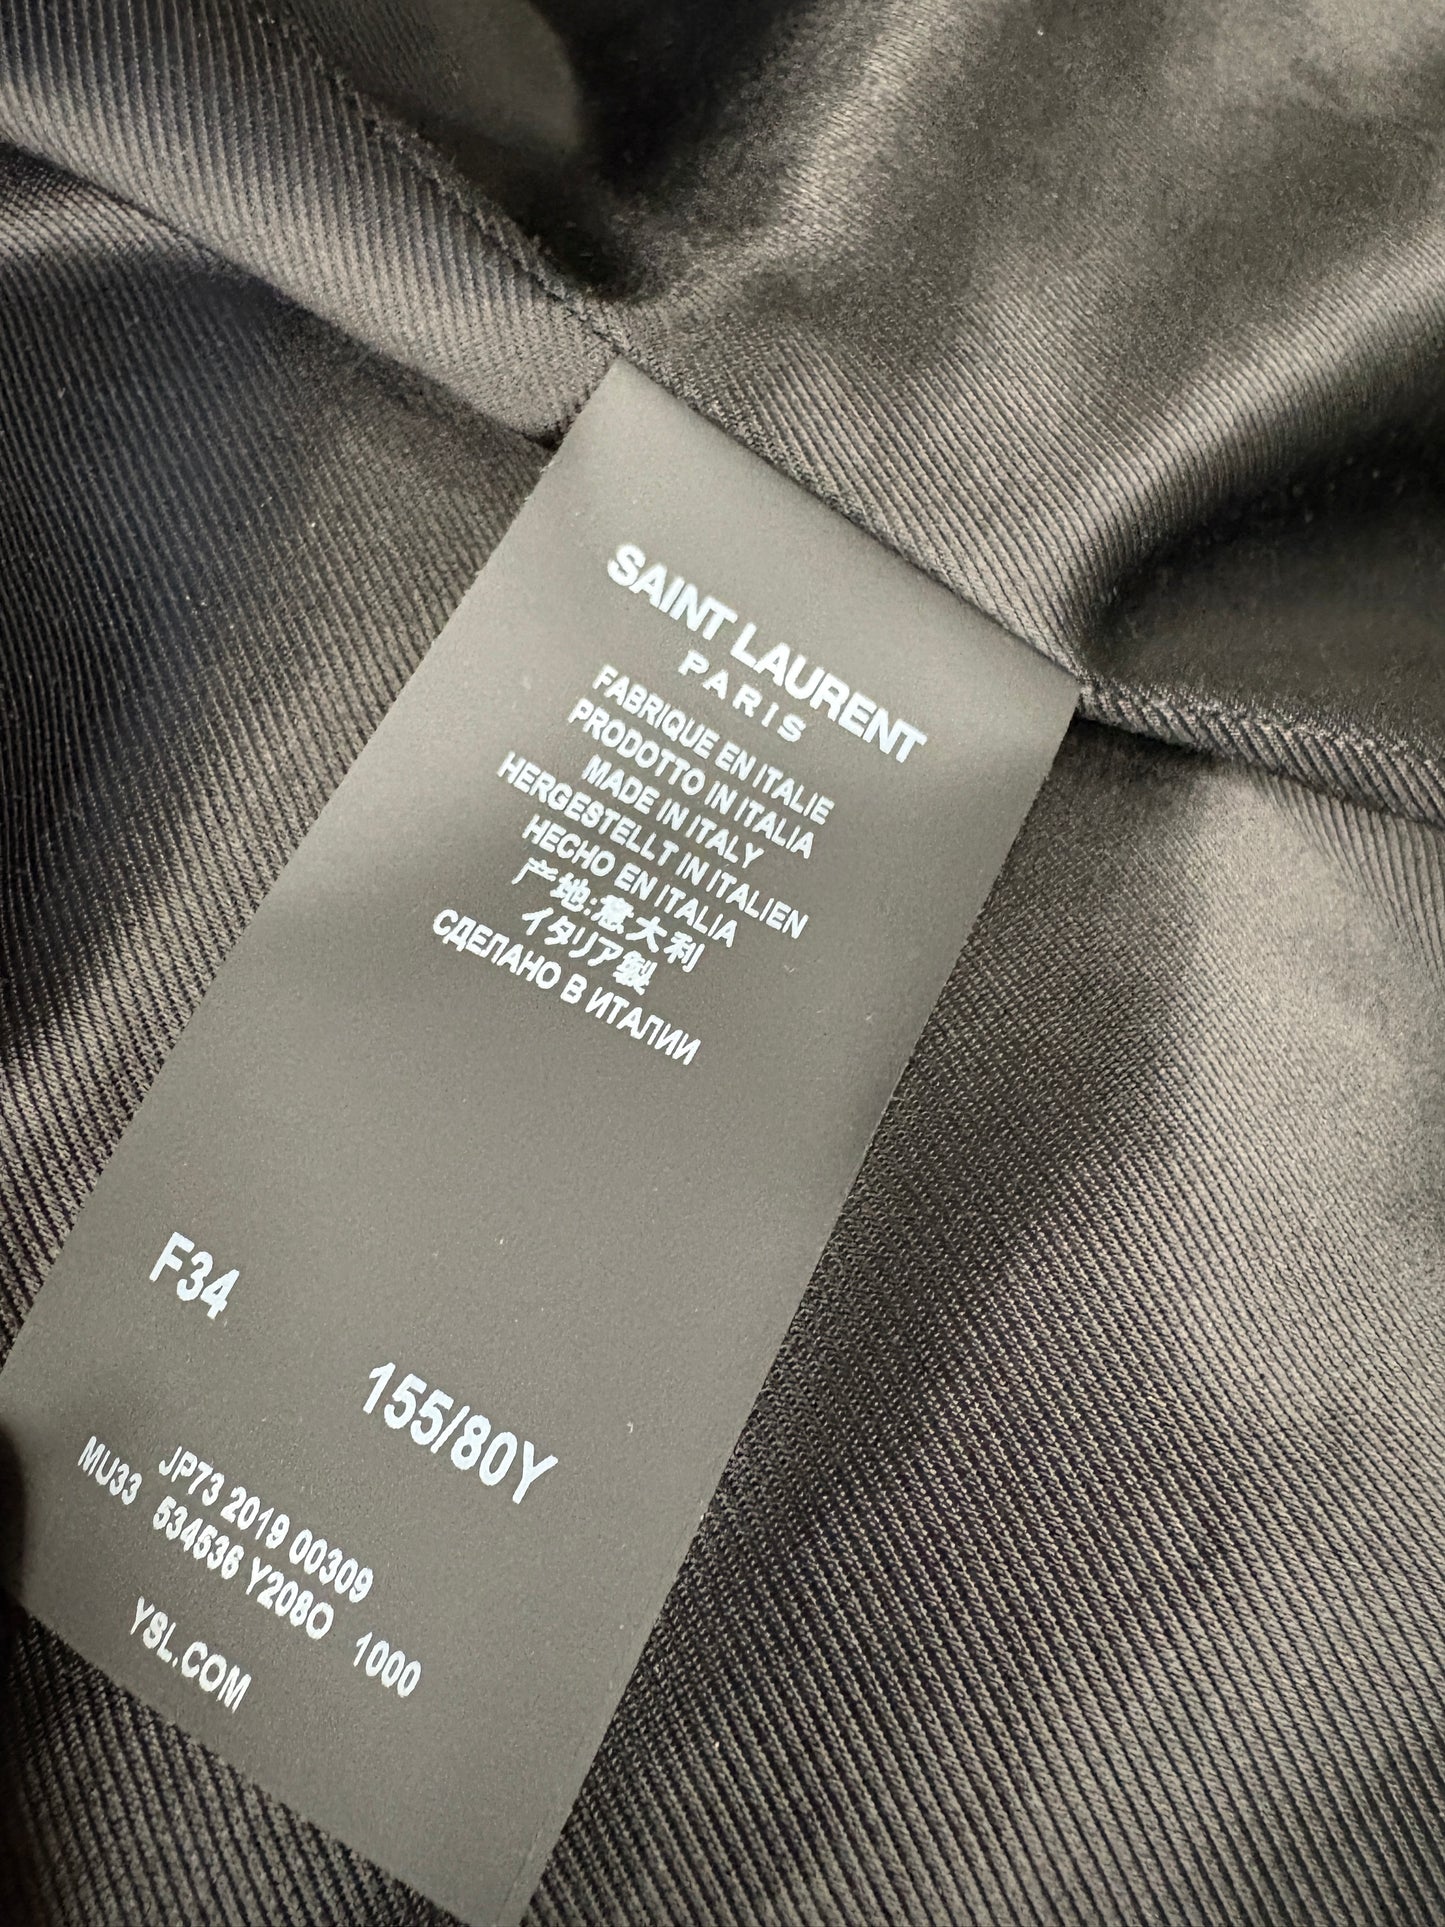 SAINT LAURENT
PARIS
FABRIQUE EN ITALIE
PRODOTTO IN ITALIA
MADE IN ITALY
HERGESTELLT IN ITALIEN
HECHO EN ITALIA
产地:意大利
イタリア製
СДЕЛАНО В ИТАЛИИ
F34
155/80Y
JP73 2019 00309
MU33 534536 Y208O 1000
YSL.COM